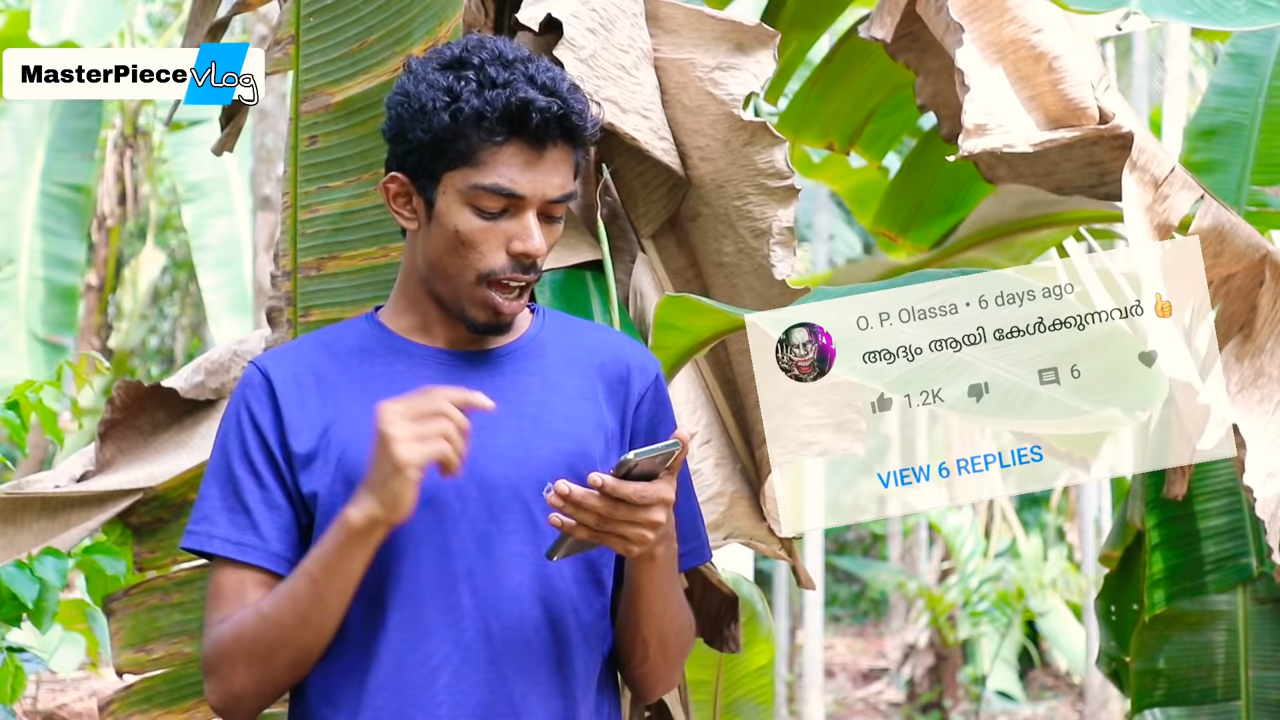 MasterPiece vlog
O. P. Olassa • 6 days ago
ആദ്യം ആയി കേൾക്കുന്നവർ 👍
1.2K 6
VIEW 6 REPLIES